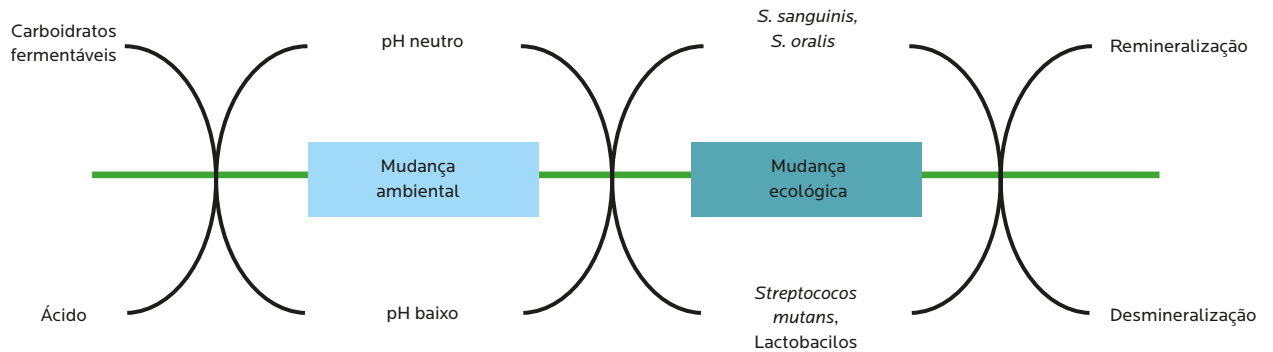 Carboidratos
fermentáveis
pH neutro
S. sanguinis,
S. oralis
Remineralização
Mudança
ambiental
Mudança
ecológica
Ácido
pH baixo
Streptococos
mutans,
Lactobacilos
Desmineralização